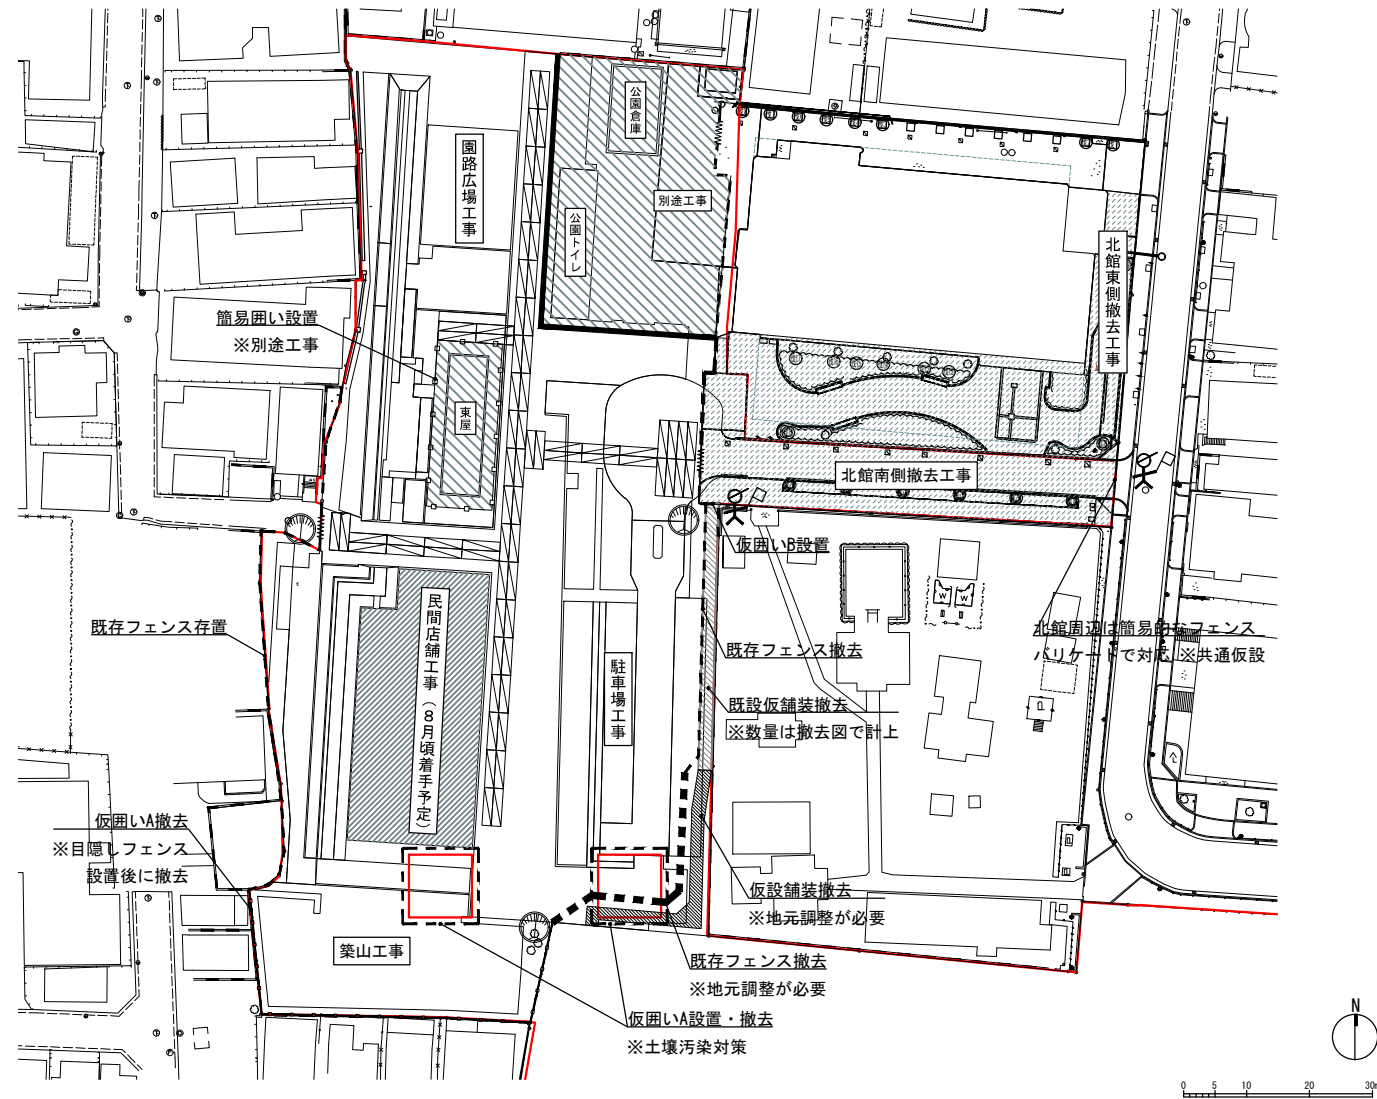 公園倉庫
園路広場工事
別途工事
公園トイレ
北館東側撤去工事
簡易囲い設置
※別途工事
東屋
北館南側撤去工事
仮囲いB設置
民間店舗工事（８月頃着手予定）
既存フェンス存置
北館周辺は簡易的なフェンス
バリケードで対応 ※共通仮設
既存フェンス撤去
駐車場工事
既設仮舗装撤去
※数量は撤去図で計上
仮囲いA撤去
※目隠しフェンス
設置後に撤去
仮設舗装撤去
※地元調整が必要
築山工事
既存フェンス撤去
※地元調整が必要
仮囲いA設置・撤去
※土壌汚染対策
N
0 5 10 20 30m